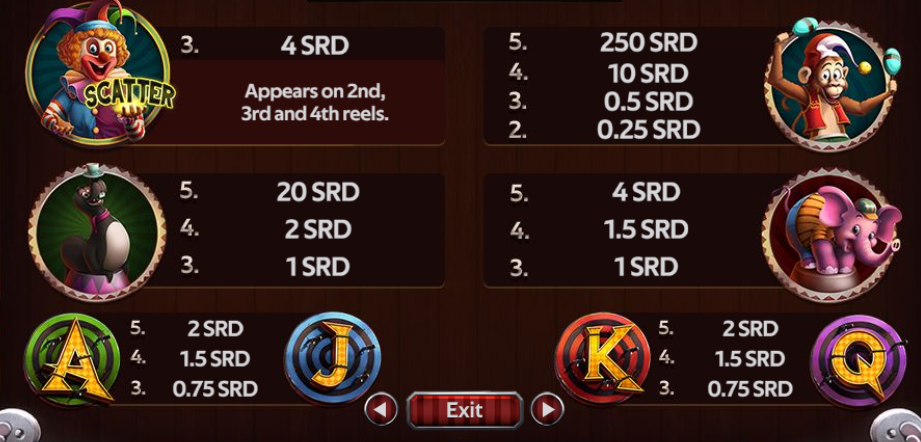 SCATTER
3. 4 SRD
Appears on 2nd,
3rd and 4th reels.
5. 250 SRD
4. 10 SRD
3. 0.5 SRD
2. 0.25 SRD
5. 20 SRD
4. 2 SRD
3. 1 SRD
5. 4 SRD
4. 1.5 SRD
3. 1 SRD
A
5. 2 SRD
4. 1.5 SRD
3. 0.75 SRD
J
K
5. 2 SRD
4. 1.5 SRD
3. 0.75 SRD
Q
Exit